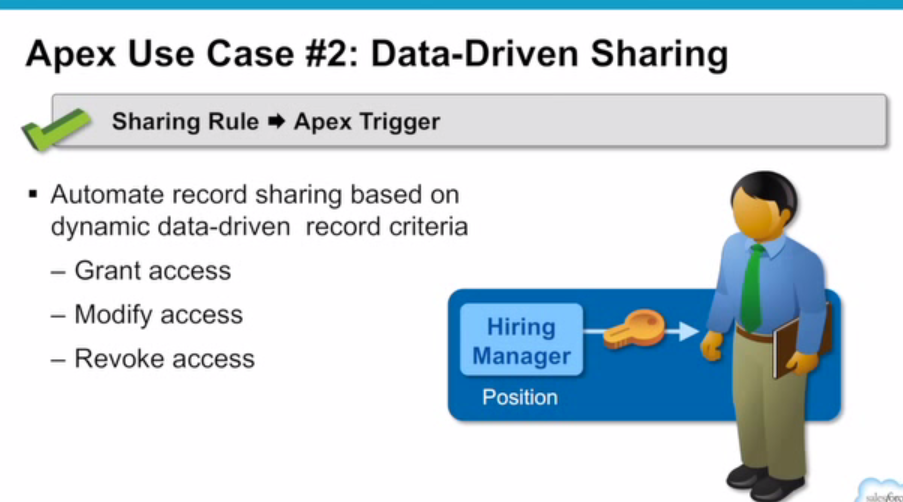 Apex Use Case #2: Data-Driven Sharing
Sharing Rule ➡ Apex Trigger
▪ Automate record sharing based on
dynamic data-driven record criteria
– Grant access
– Modify access
– Revoke access
Hiring
Manager
Position